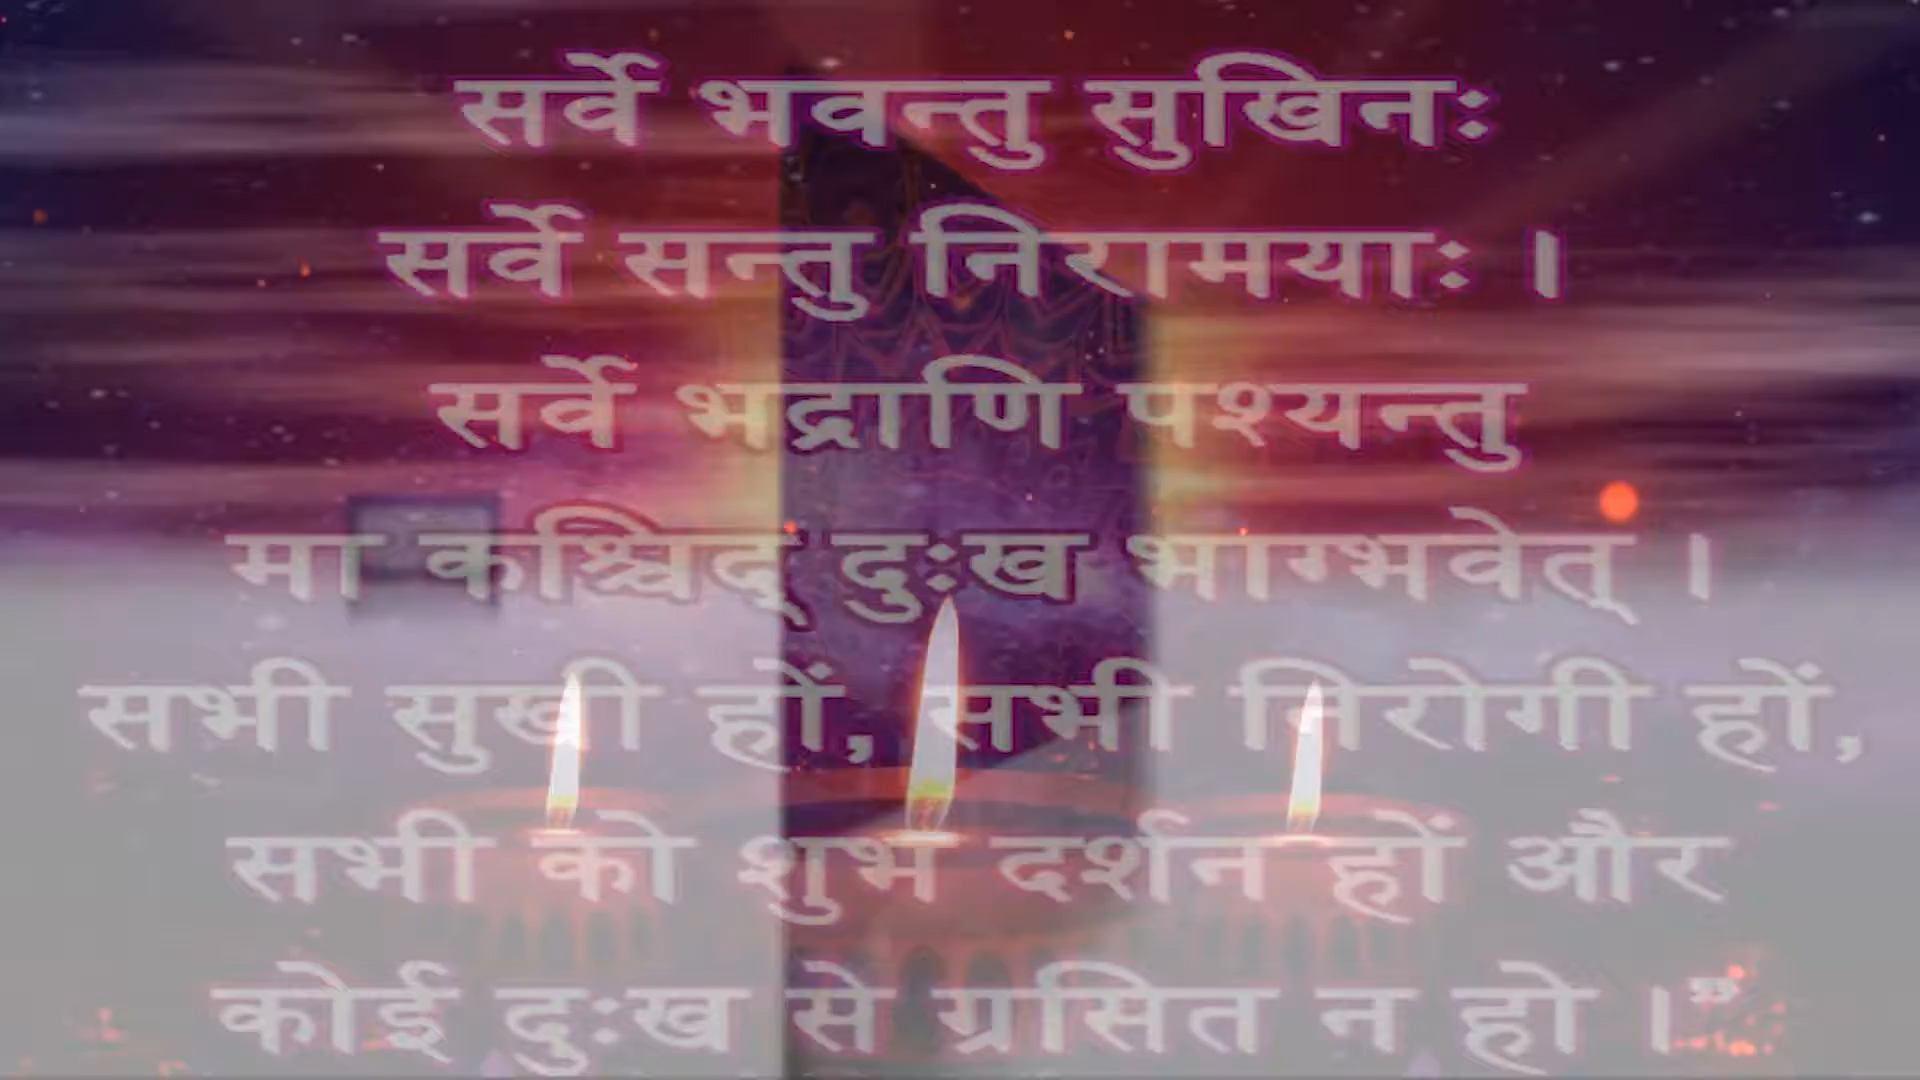 सर्वे भवन्तु सुखिनः
सर्वे सन्तु निरामयाः ।
सर्वे भद्राणि पश्यन्तु
मा कश्चिद् दुःख भाग्भवेत् ।
सभी सुखी हों, सभी निरोगी हों,
सभी को शुभ दर्शन हों और
कोई दुःख से ग्रसित न हो ।”